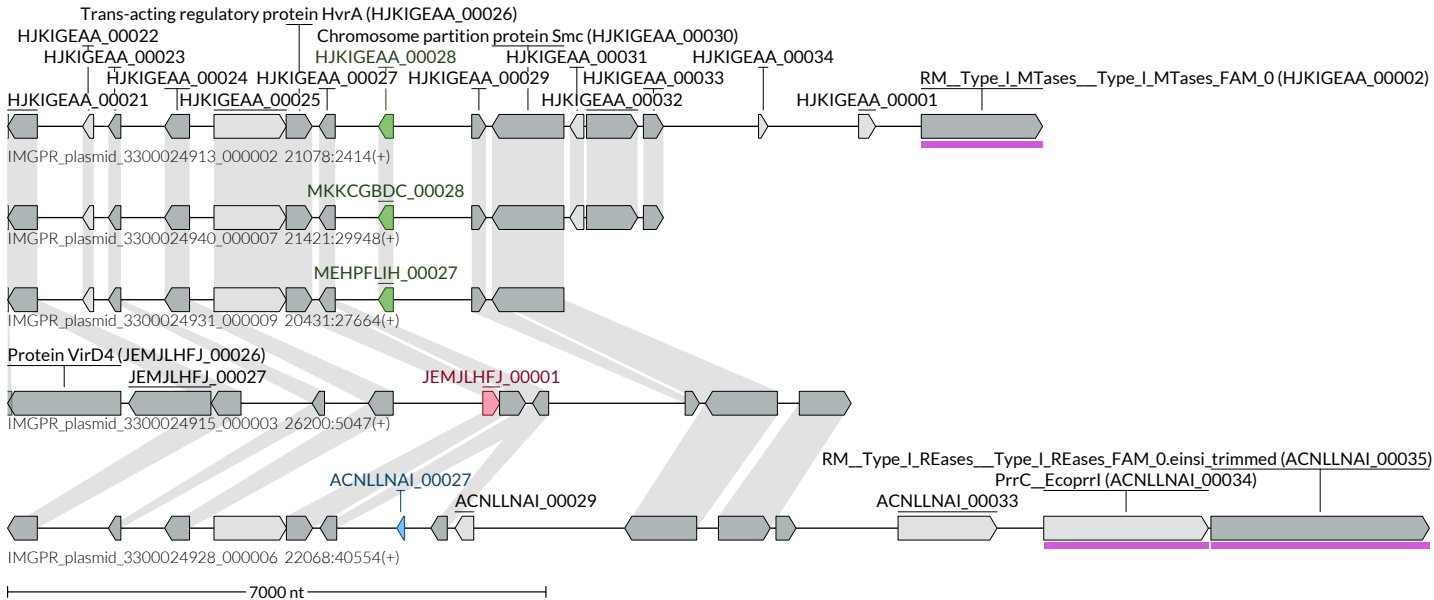 Trans-acting regulatory protein HvrA (HJKIGEAA_00026)
HJKIGEAA_00022 Chromosome partition protein Smc (HJKIGEAA_00030)
HJKIGEAA_00023 HJKIGEAA_00028 HJKIGEAA_00031 HJKIGEAA_00034
HJKIGEAA_00024 HJKIGEAA_00027 HJKIGEAA_00029 HJKIGEAA_00033 RM__Type_I_MTases___Type_I_MTases_FAM_0 (HJKIGEAA_00002)
HJKIGEAA_00021 HJKIGEAA_00025 HJKIGEAA_00032 HJKIGEAA_00001
IMGPR_plasmid_3300024913_000002 21078:2414(+)
MKKCGBDC_00028
IMGPR_plasmid_3300024940_000007 21421:29948(+)
MEHPFLIH_00027
IMGPR_plasmid_3300024931_000009 20431:27664(+)
Protein VirD4 (JEMJLHFJ_00026)
JEMJLHFJ_00027 JEMJLHFJ_00001
IMGPR_plasmid_3300024915_000003 26200:5047(+)
RM__Type_I_REases___Type_I_REases_FAM_0.einsi_trimmed (ACNLLNAI_00035)
ACNLLNAI_00027 PrrC__EcoprrI (ACNLLNAI_00034)
ACNLLNAI_00029 ACNLLNAI_00033
IMGPR_plasmid_3300024928_000006 22068:40554(+)
7000 nt